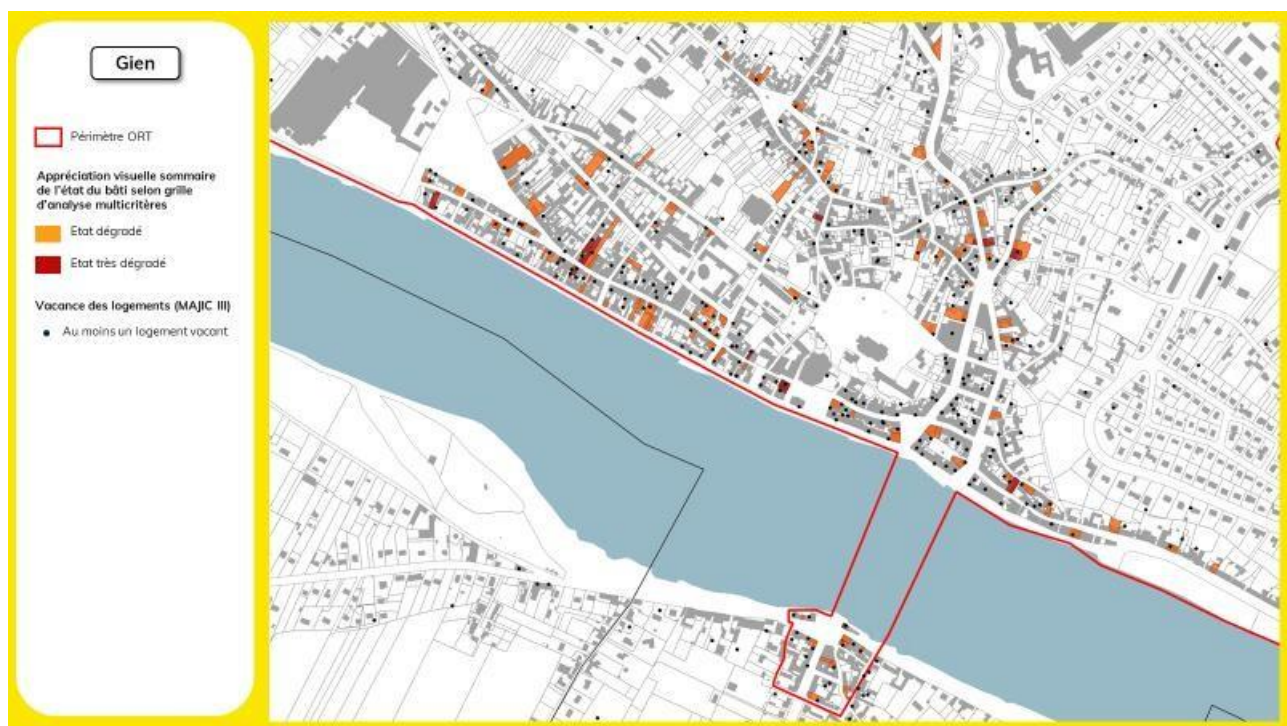 Gien
Périmètre ORT
Appréciation visuelle sommaire
de l'état du bâti selon grille
d'analyse multicritères
Etat dégradé
Etat très dégradé
Vacance des logements (MAJIC III)
Au moins un logement vacant